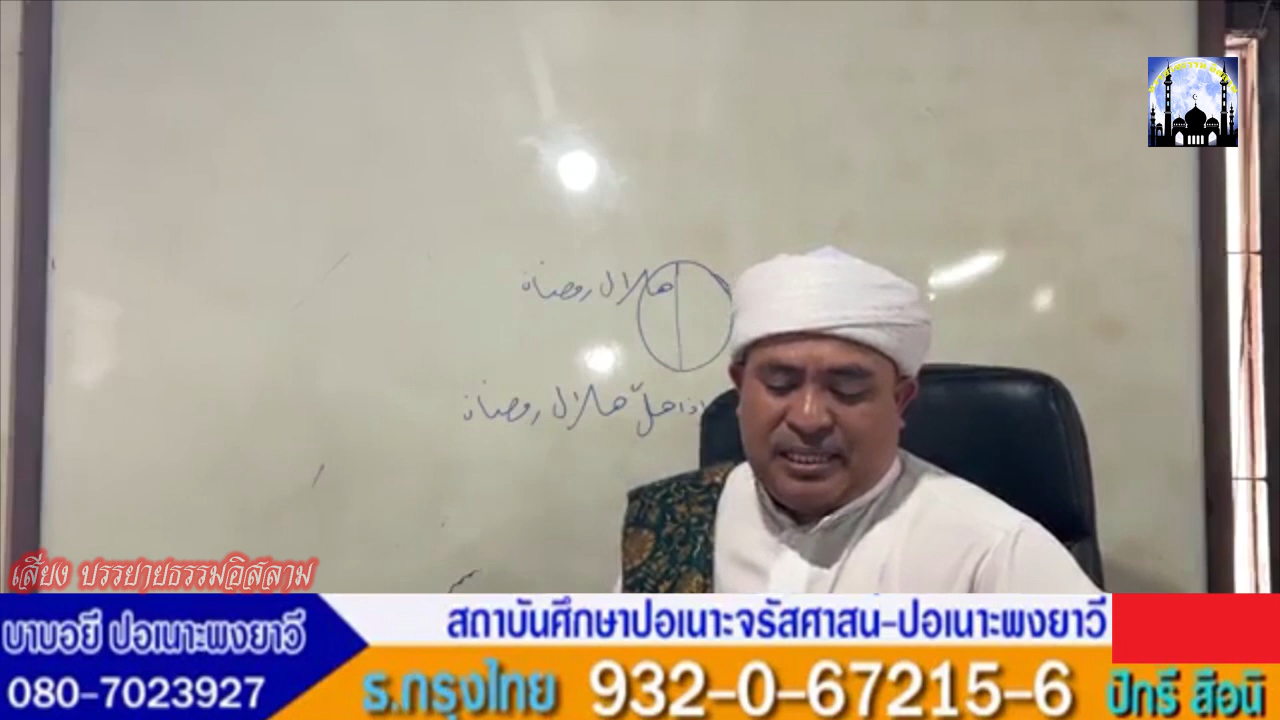 هلال رمضان
اذا هلّ هلال رمضان
เสียง บรรยายธรรมอิสลาม
บาบอยี ปอเนาะพงยาวี
080-7023927
สถาบันศึกษาปอเนาะจรัสศาสน-ปอเนาะพงยาวี
ธ.กรุงไทย 932-0-67215-6 ปักรี สือนิ